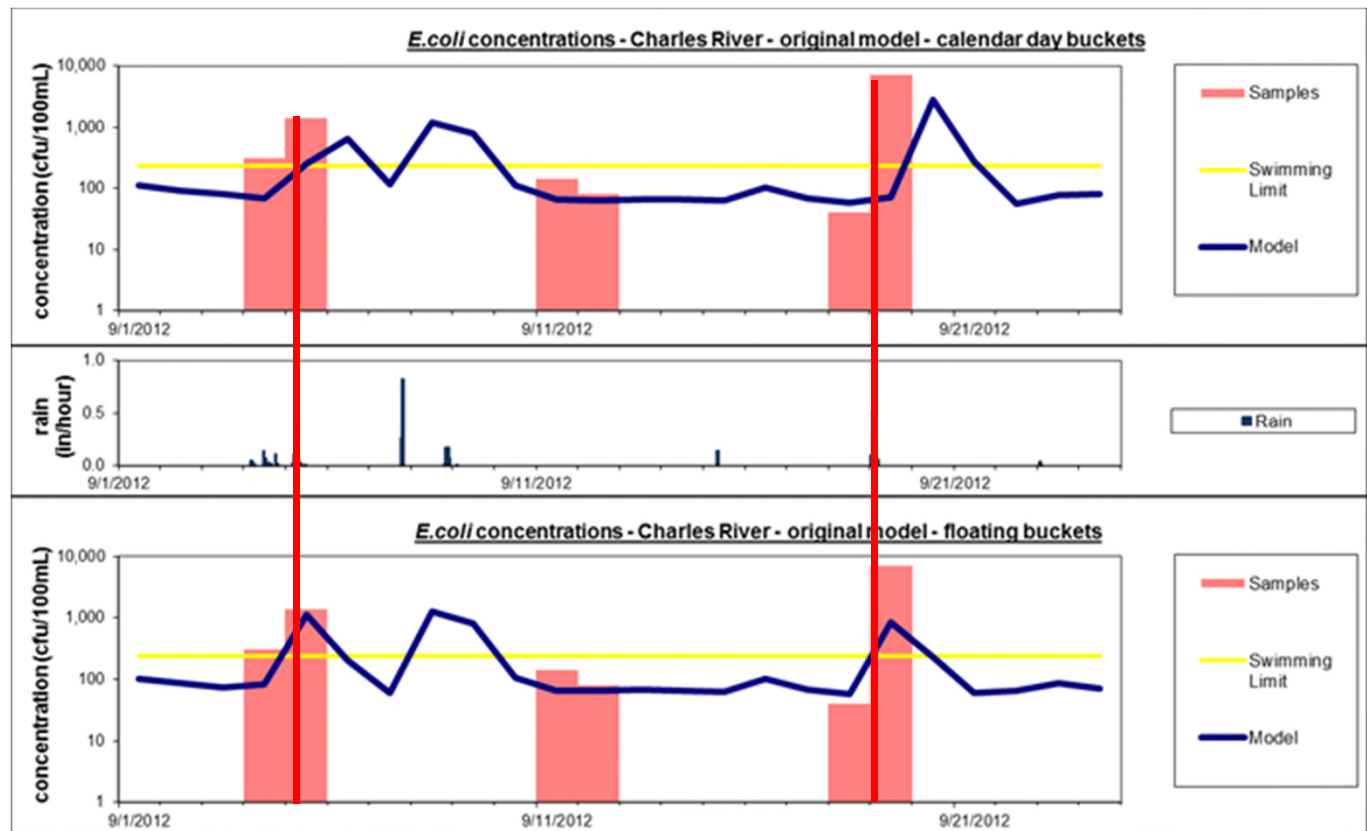 E.coli concentrations - Charles River - original model - calendar day buckets
concentration (cfu/100mL)
10,000
1,000
100
10
1
9/1/2012
9/11/2012
9/21/2012
Samples
Swimming
Limit
Model
rain
(in/hour)
1.0
0.5
0.0
9/1/2012
9/11/2012
9/21/2012
Rain
E.coli concentrations - Charles River - original model - floating buckets
concentration (cfu/100mL)
10,000
1,000
100
10
1
9/1/2012
9/11/2012
9/21/2012
Samples
Swimming
Limit
Model